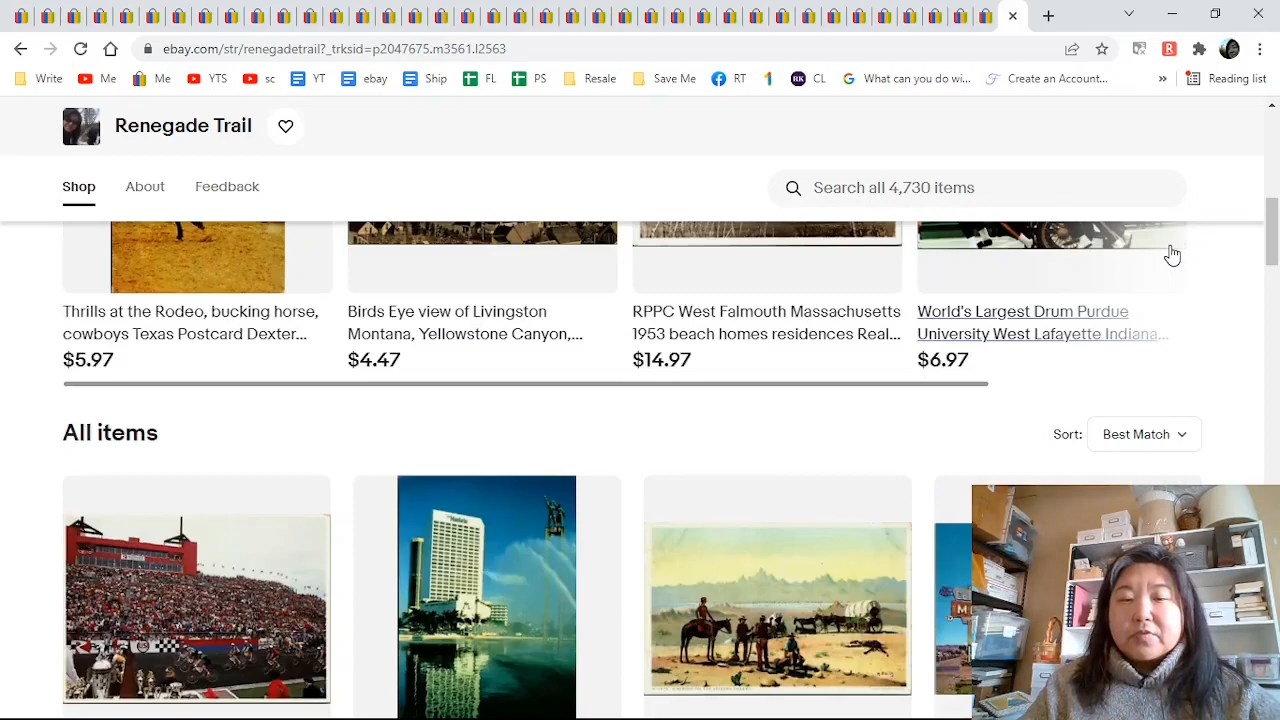 ebay.com/str/renegadetrail?_trksid=p2047675.m3561.l2563
Write Me Me YTS sc YT ebay Ship FL PS Resale Save Me RT CL What can you do wi... Create an Account... » Reading list
Renegade Trail
Shop About Feedback
Search all 4,730 items
Thrills at the Rodeo, bucking horse,
cowboys Texas Postcard Dexter...
$5.97
Birds Eye view of Livingston
Montana, Yellowstone Canyon,...
$4.47
RPPC West Falmouth Massachusetts
1953 beach homes residences Real...
$14.97
World's Largest Drum Purdue
University West Lafayette Indiana...
$6.97
All items
Sort: Best Match